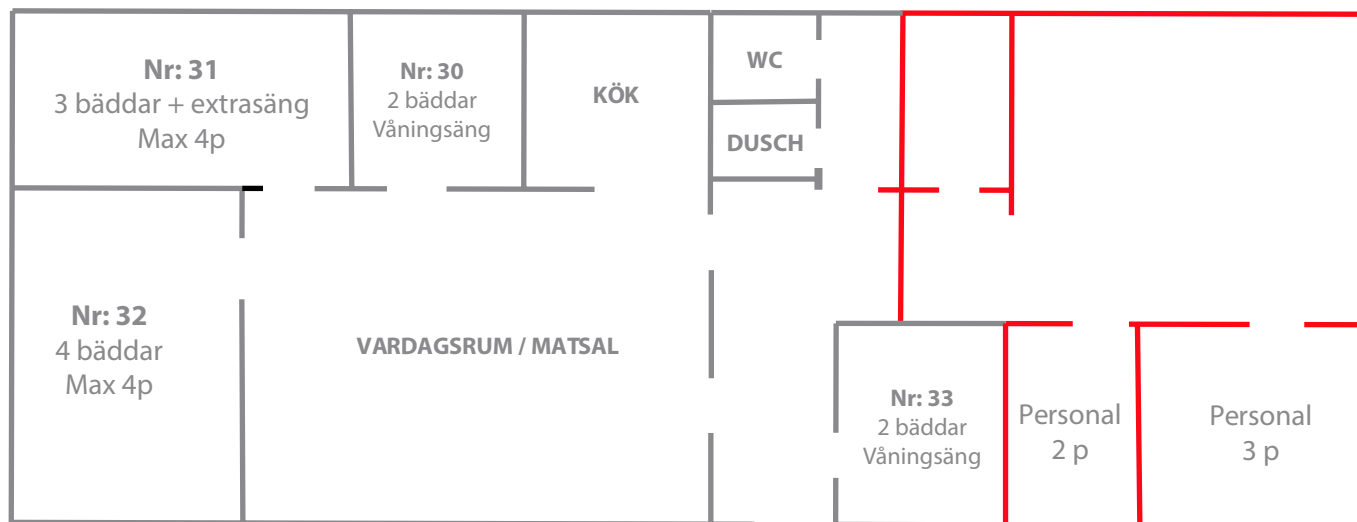 Nr: 31
3 bäddar + extrasäng
Max 4p
Nr: 30
2 bäddar
Våningsäng
KÖK
WC
DUSCH
Nr: 32
4 bäddar
Max 4p
VARDAGSRUM / MATSAL
Nr: 33
2 bäddar
Våningsäng
Personal
2 p
Personal
3 p